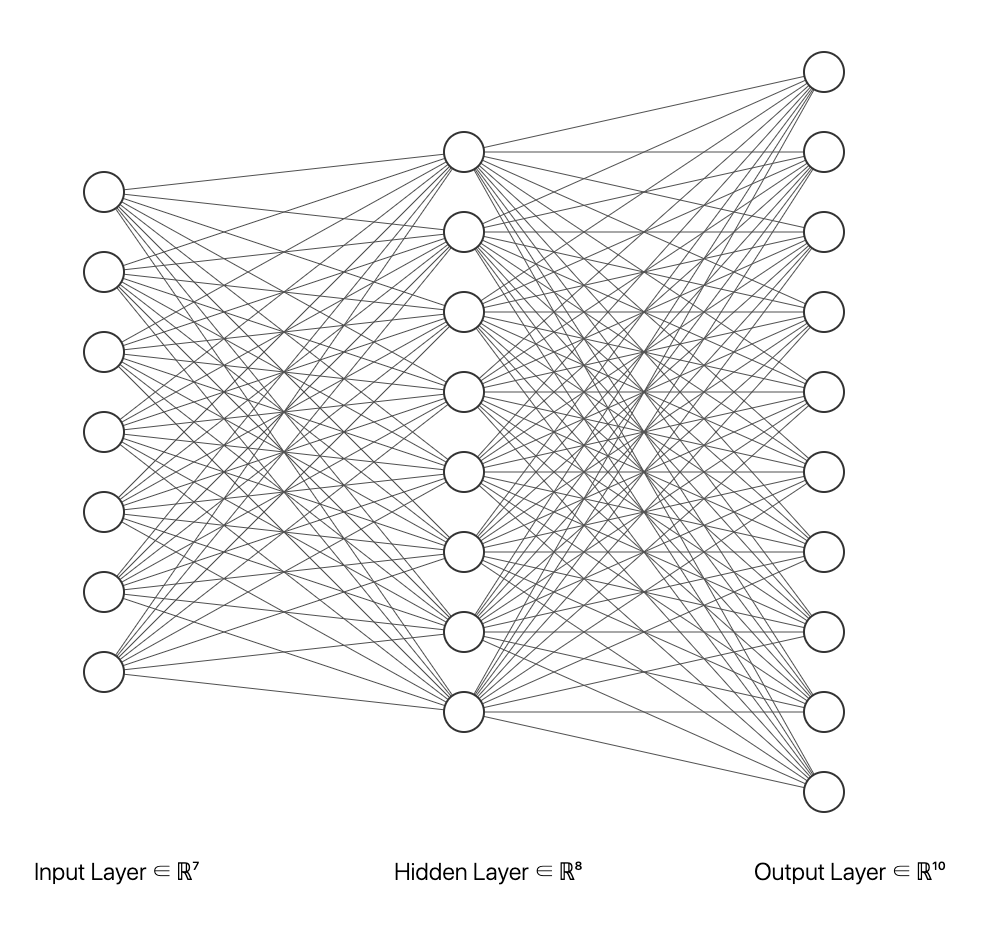 Input Layer ∈ ℝ⁷
Hidden Layer ∈ ℝ⁸
Output Layer ∈ ℝ¹⁰